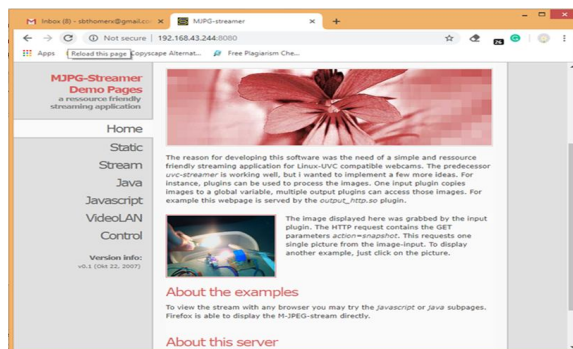 Inbox (8) - sbthomerx@gmail.co
MJPG-streamer
Not secure | 192.168.43.244:8080
Apps
Reload this page
Copyscape Alternat...
Free Plagiarism Che...
MJPG-Streamer
Demo Pages
a ressource friendly
streaming application
Home
Static
Stream
Java
Javascript
VideoLAN
Control
Version info:
v0.1 (Okt 22, 2007)
The reason for developing this software was the need of a simple and ressource
friendly streaming application for Linux-UVC compatible webcams. The predecessor
uvc-streamer is working well, but i wanted to implement a few more ideas. For
instance, plugins can be used to process the images. One input plugin copies
images to a global variable, multiple output plugins can access those images. For
example this webpage is served by the output_http.so plugin.
The image displayed here was grabbed by the input
plugin. The HTTP request contains the GET
parameters action=snapshot. This requests one
single picture from the image-input. To display
another example, just click on the picture.
About the examples
To view the stream with any browser you may try the javascript or java subpages.
Firefox is able to display the M-JPEG-stream directly.
About this server